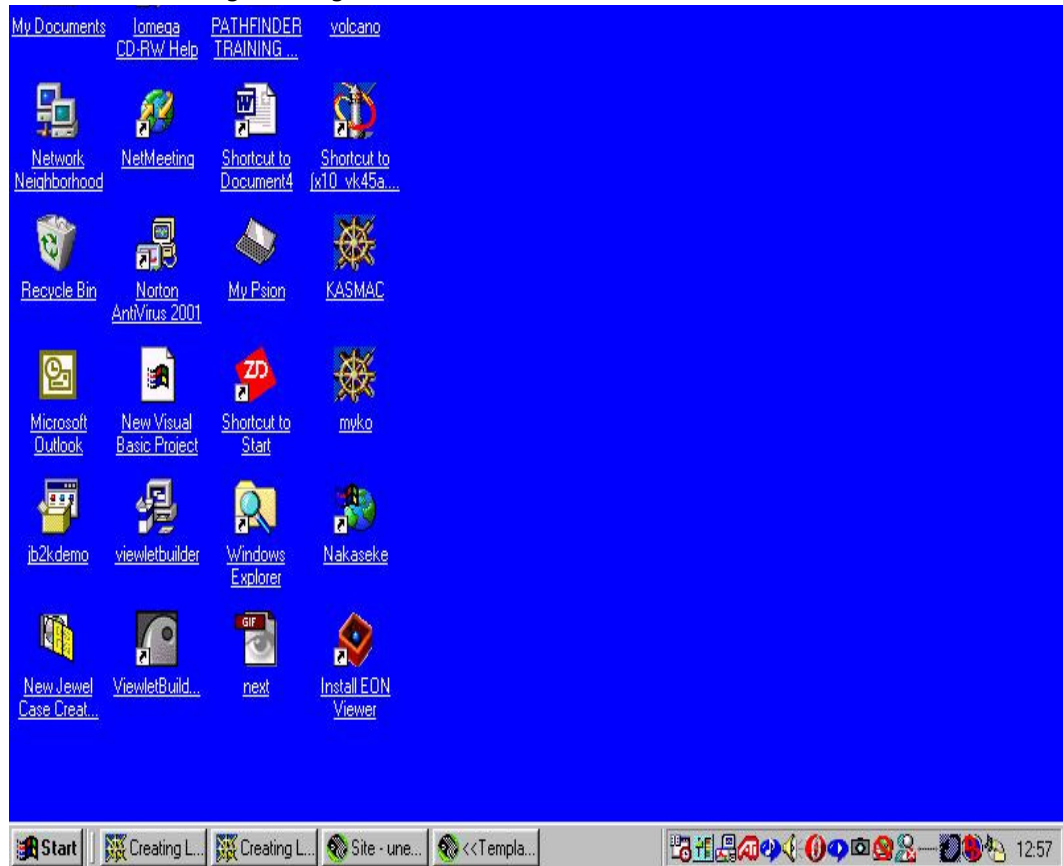 My Documents
Iomega
CD-RW Help
PATHFINDER
TRAINING ...
volcano
Network
Neighborhood
NetMeeting
Shortcut to
Document4
Shortcut to
fx10_vk45a....
Recycle Bin
Norton
AntiVirus 2001
My Psion
KASMAC
Microsoft
Outlook
New Visual
Basic Project
ZD
Shortcut to
Start
myko
jb2kdemo
viewletbuilder
Windows
Explorer
Nakaseke
New Jewel
Case Creat...
ViewletBuild...
GIF
next
Install EON
Viewer
Start
Creating L...
Creating L...
Site - une...
<<Templa...
12:57